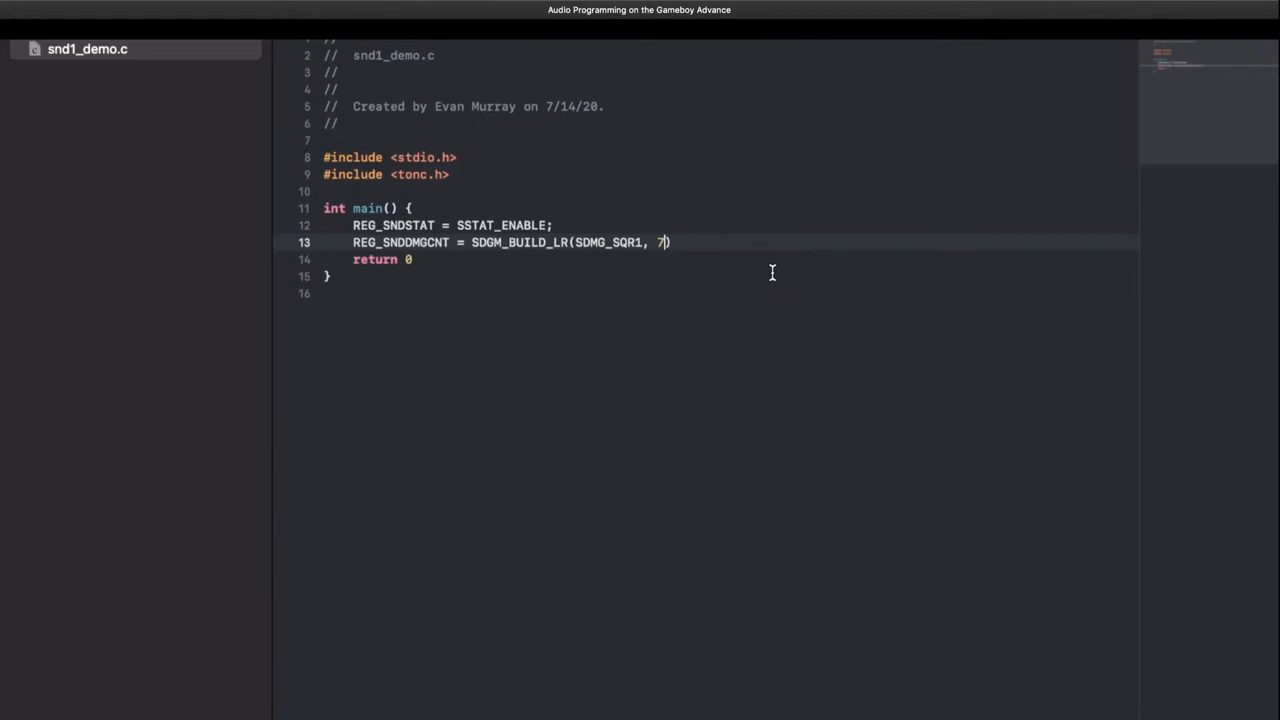 Audio Programming on the Gameboy Advance
snd1_demo.c
//
2 // snd1_demo.c
3 //
4 //
5 // Created by Evan Murray on 7/14/20.
6 //
7
8 #include <stdio.h>
9 #include <tonc.h>
10
11 int main() {
12 REG_SNDSTAT = SSTAT_ENABLE;
13 REG_SNDDMGCNT = SDGM_BUILD_LR(SDMG_SQR1, 7)
14 return 0
15 }
16